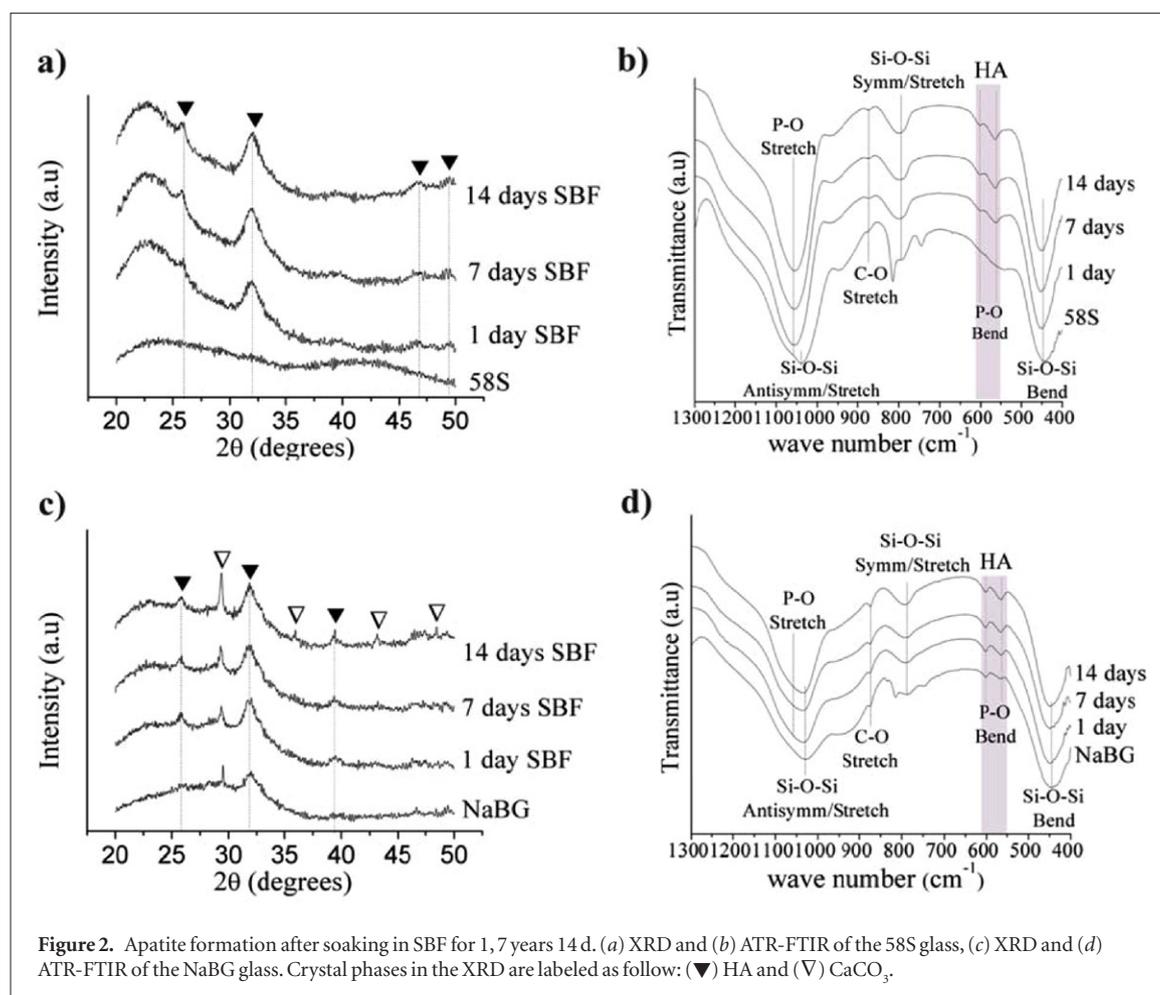 a)
Intensity (a.u)
14 days SBF
7 days SBF
1 day SBF
58S
20 25 30 35 40 45 50
2θ (degrees)
b)
Transmittance (a.u)
Si-O-Si
Symm/Stretch
HA
P-O
Stretch
14 days
7 days
1 day
58S
C-O
Stretch
P-O
Bend
Si-O-Si
Antisymm/Stretch
Si-O-Si
Bend
1300 1200 1100 1000 900 800 700 600 500 400
wave number (cm⁻¹)
c)
Intensity (a.u)
14 days SBF
7 days SBF
1 day SBF
NaBG
20 25 30 35 40 45 50
2θ (degrees)
d)
Transmittance (a.u)
Si-O-Si
Symm/Stretch
HA
P-O
Stretch
14 days
7 days
1 day
NaBG
C-O
Stretch
P-O
Bend
Si-O-Si
Antisymm/Stretch
Si-O-Si
Bend
1300 1200 1100 1000 900 800 700 600 500 400
wave number (cm⁻¹)
Figure 2. Apatite formation after soaking in SBF for 1, 7 years 14 d. (a) XRD and (b) ATR-FTIR of the 58S glass, (c) XRD and (d)
ATR-FTIR of the NaBG glass. Crystal phases in the XRD are labeled as follow: (▼) HA and (∇) CaCO₃.